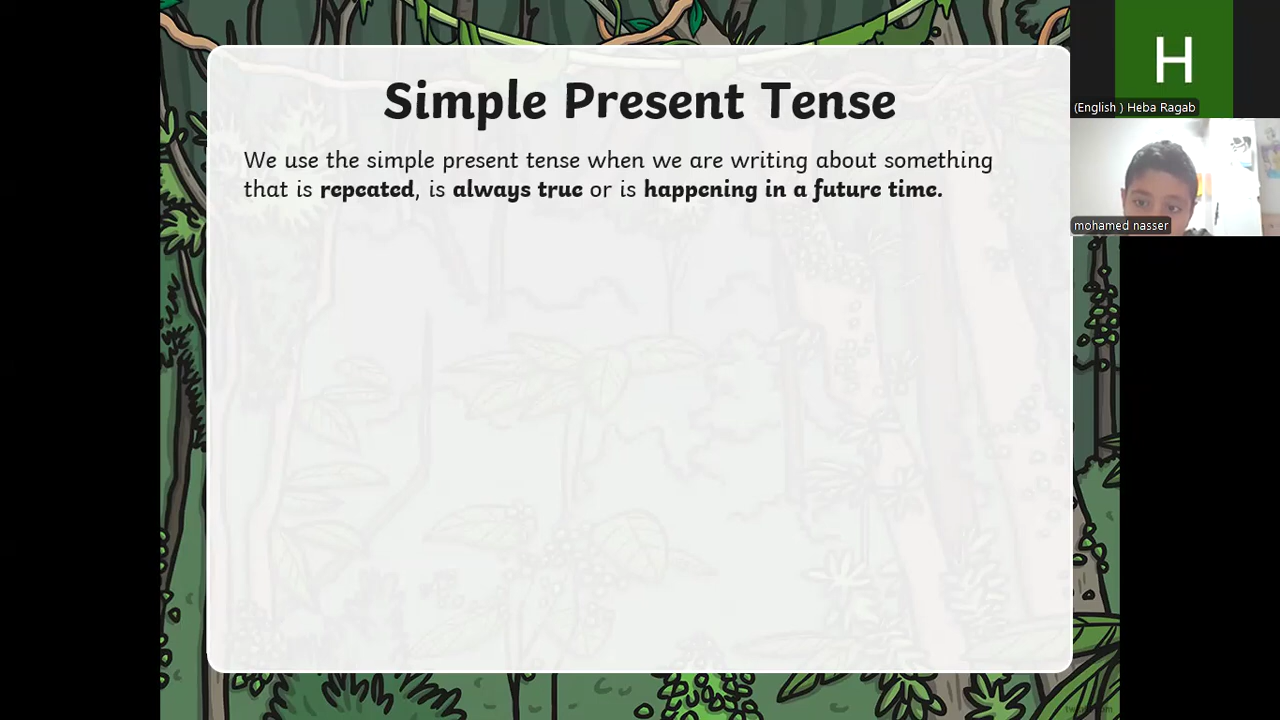 Simple Present Tense
We use the simple present tense when we are writing about something
that is repeated, is always true or is happening in a future time.
H
(English ) Heba Ragab
mohamed nasser